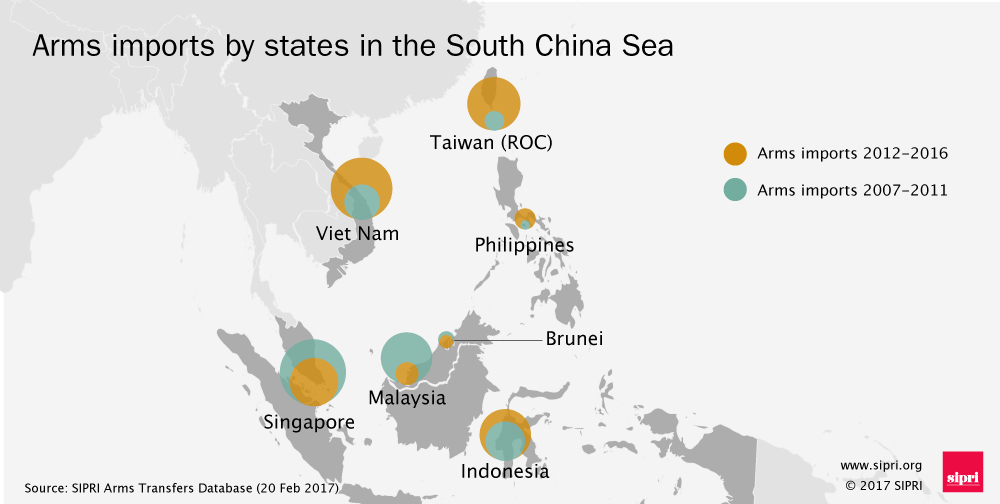 Arms imports by states in the South China Sea
Taiwan (ROC)
Arms imports 2012–2016
Arms imports 2007–2011
Viet Nam
Philippines
Brunei
Malaysia
Singapore
Indonesia
www.sipri.org
© 2017 SIPRI
sipri
Source: SIPRI Arms Transfers Database (20 Feb 2017)